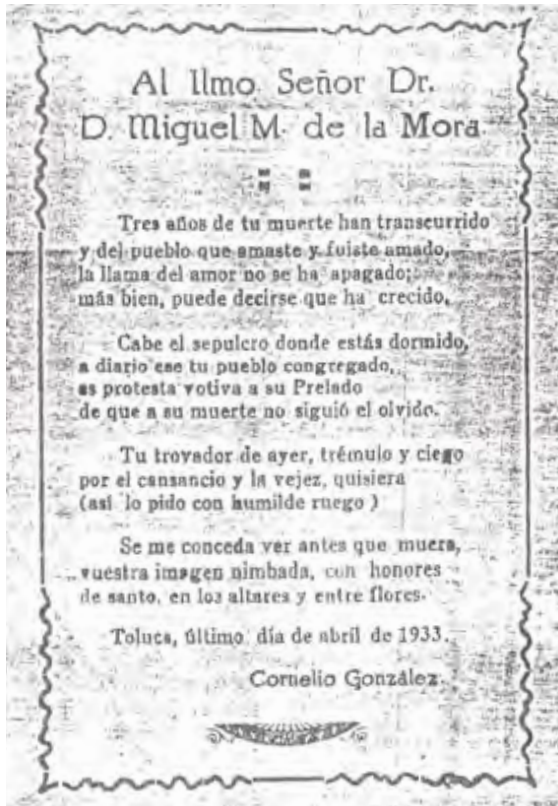 Al Ilmo. Señor Dr.
D. Miguel M. de la Mora.
Tres años de tu muerte han transcurrido
y del pueblo que amaste y fuiste amado,
la llama del amor no se ha apagado;
más bien, puede decirse que ha crecido.
Cabe el sepulcro donde estás dormido,
a diario ese tu pueblo congregado,
es protesta votiva a su Prelado
de que a su muerte no siguió el olvido.
Tu trovador de ayer, trémulo y ciego
por el cansancio y la vejez, quisiera
(así lo pido con humilde ruego )
Se me conceda ver antes que muera,
vuestra imagen nimbada, con honores
de santo, en los altares y entre flores.
Toluca, último día de abril de 1933.
Cornelio González.